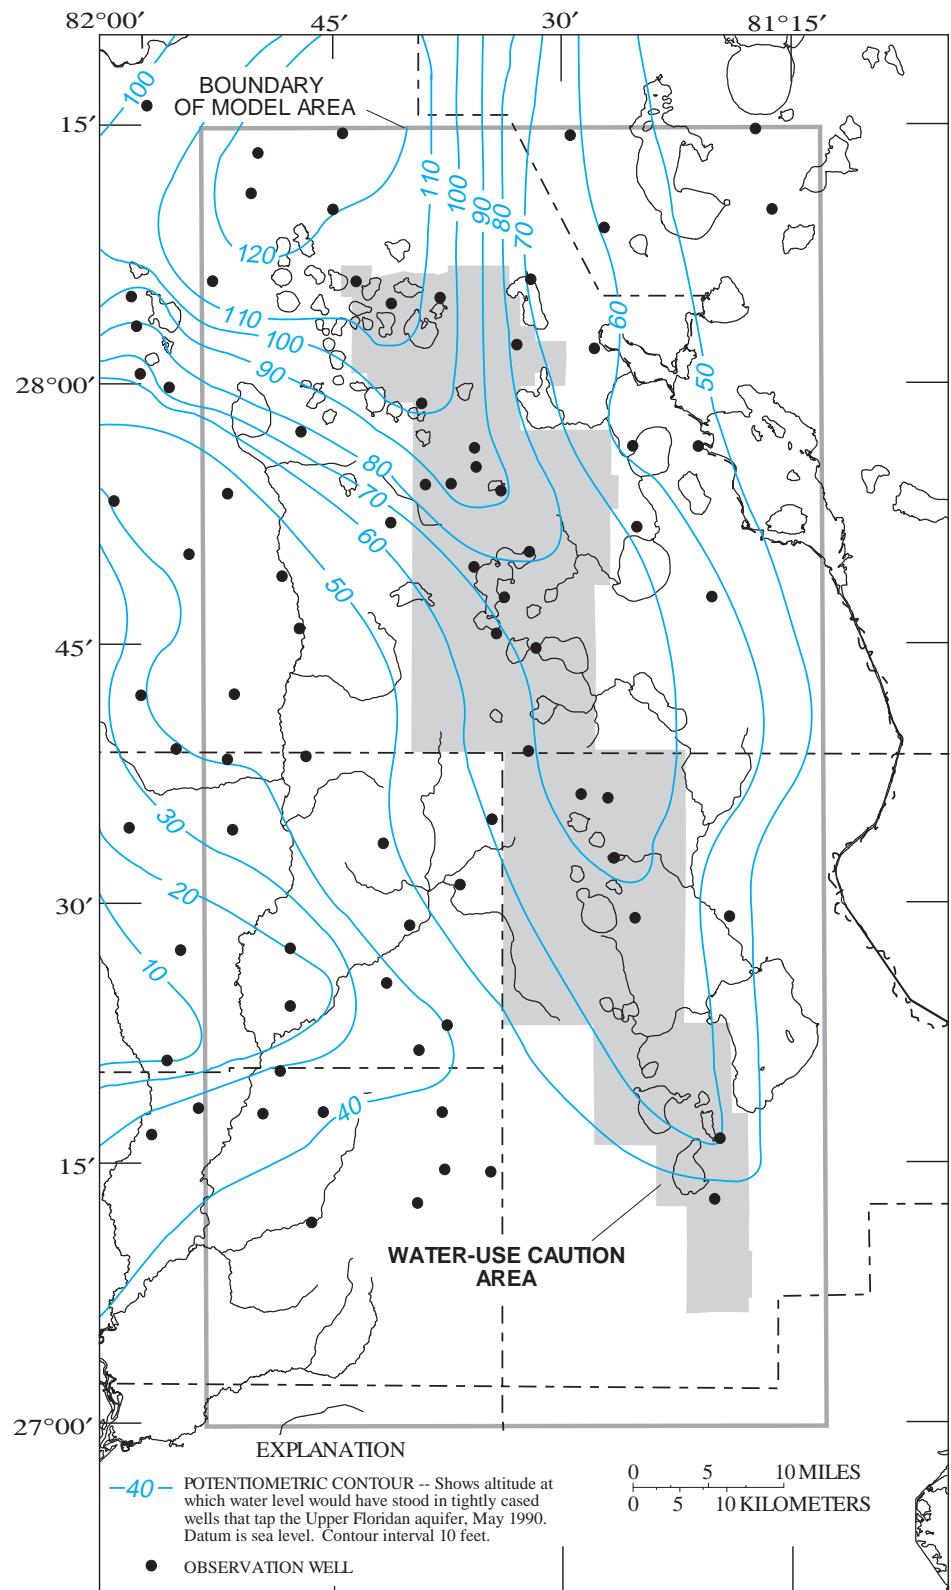 82°00′ 45′ 30′ 81°15′
100
BOUNDARY
OF MODEL AREA
15′
110
100
90
80
70
120
60
110
100
90
50
28°00′
80
70
60
50
45′
30
20
30′
10
40
15′
WATER-USE CAUTION
AREA
27°00′
EXPLANATION
40 POTENTIOMETRIC CONTOUR -- Shows altitude at
which water level would have stood in tightly cased
wells that tap the Upper Floridan aquifer, May 1990.
Datum is sea level. Contour interval 10 feet.
OBSERVATION WELL
0 5 10 MILES
0 5 10 KILOMETERS